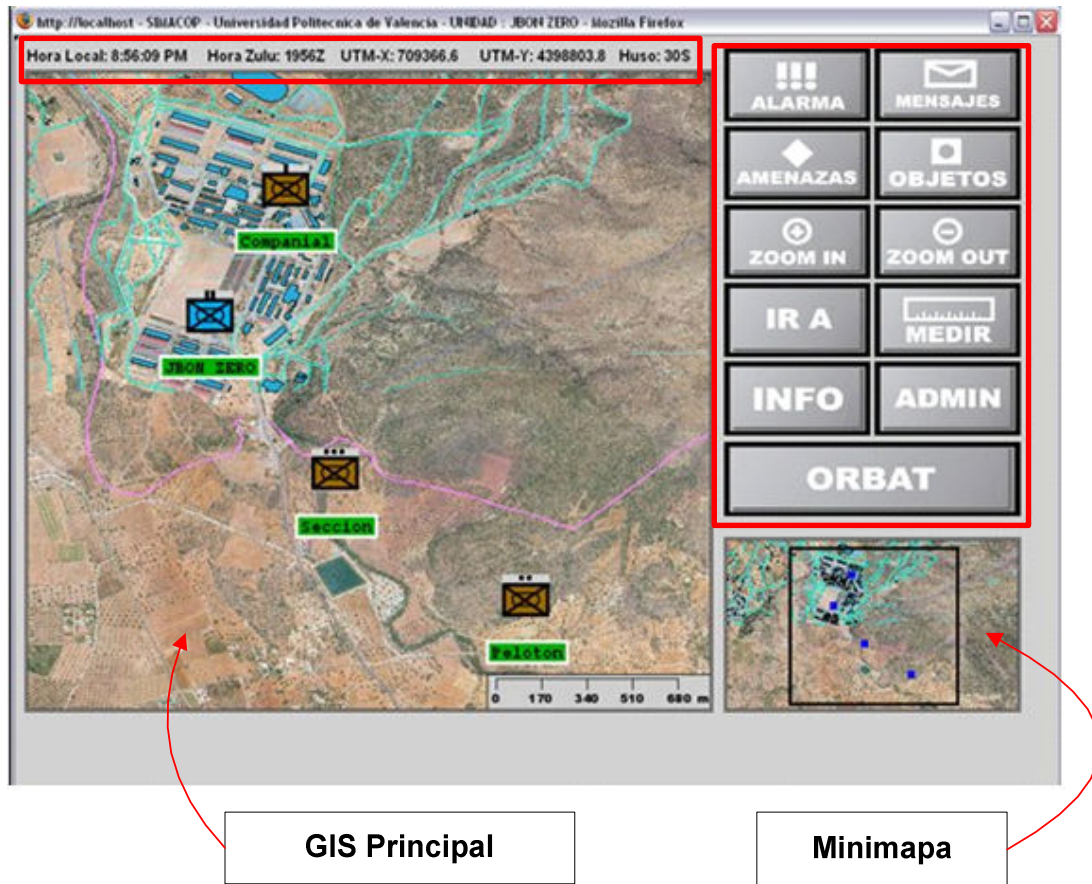 http://localhost - SIMACOP - Universidad Politecnica de Valencia - UNIDAD : JBON ZERO - Mozilla Firefox
Hora Local: 8:56:09 PM Hora Zulu: 1956Z UTM-X: 709366.6 UTM-Y: 4398803.8 Huso: 30S
ALARMA
MENSAJES
AMENAZAS
OBJETOS
ZOOM IN
ZOOM OUT
IR A
MEDIR
INFO
ADMIN
ORBAT
CompaniaI
JBON ZERO
Seccion
Peloton
0 170 340 510 680 m
GIS Principal
Minimapa